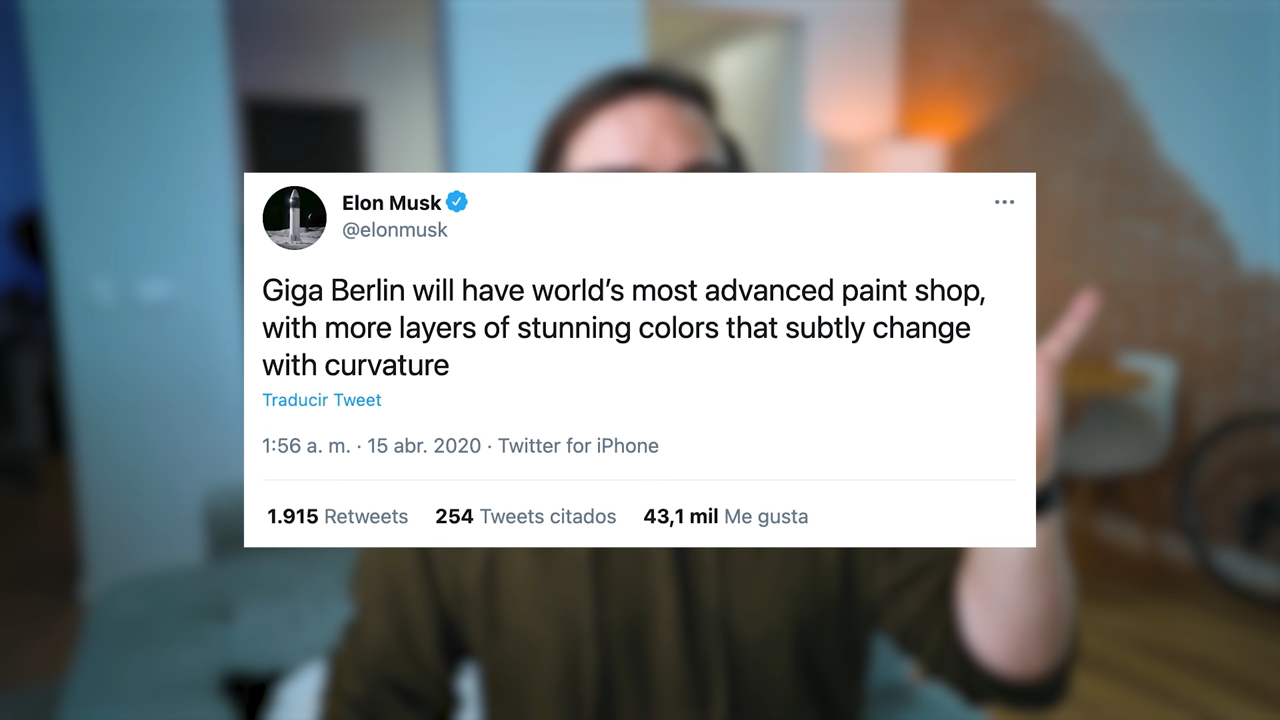 Elon Musk
@elonmusk
Giga Berlin will have world’s most advanced paint shop,
with more layers of stunning colors that subtly change
with curvature
Traducir Tweet
1:56 a. m. · 15 abr. 2020 · Twitter for iPhone
1.915 Retweets 254 Tweets citados 43,1 mil Me gusta